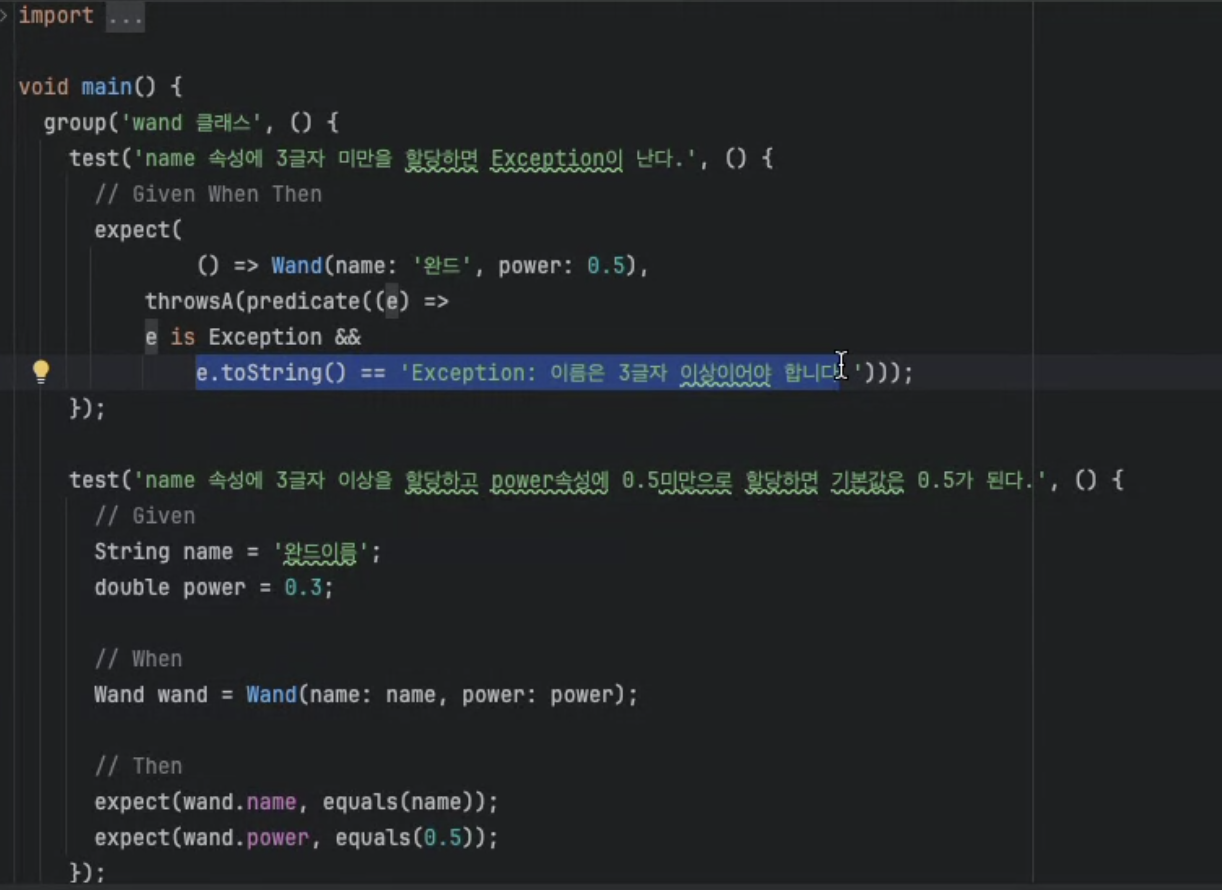 import ...
void main() {
group('wand 클래스', () {
test('name 속성에 3글자 미만을 할당하면 Exception이 난다.', () {
// Given When Then
expect(
() => Wand(name: '완드', power: 0.5),
throwsA(predicate((e) =>
e is Exception &&
e.toString() == 'Exception: 이름은 3글자 이상이어야 합니다.')));
});
test('name 속성에 3글자 이상을 할당하고 power속성에 0.5미만으로 할당하면 기본값은 0.5가 된다.', () {
// Given
String name = '완드이름';
double power = 0.3;
// When
Wand wand = Wand(name: name, power: power);
// Then
expect(wand.name, equals(name));
expect(wand.power, equals(0.5));
});